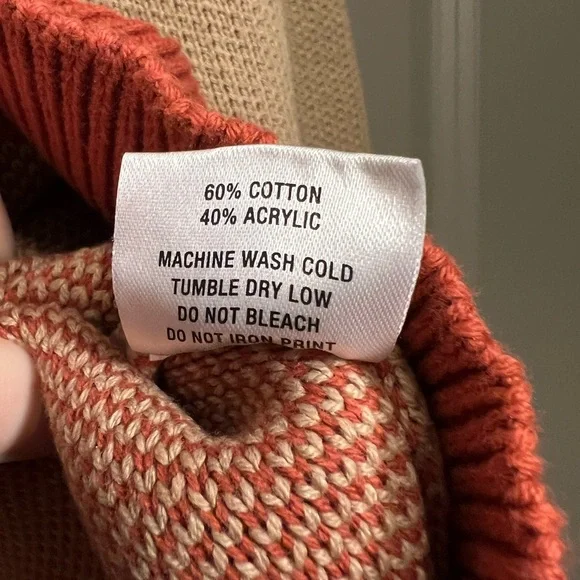 60% COTTON
40% ACRYLIC
MACHINE WASH COLD
TUMBLE DRY LOW
DO NOT BLEACH
DO NOT IRON PRINT